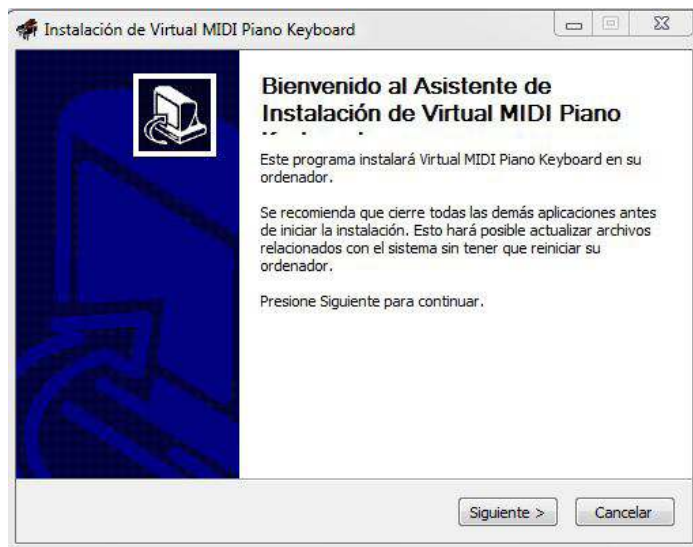 Instalación de Virtual MIDI Piano Keyboard
Bienvenido al Asistente de
Instalación de Virtual MIDI Piano
Este programa instalará Virtual MIDI Piano Keyboard en su
ordenador.
Se recomienda que cierre todas las demás aplicaciones antes
de iniciar la instalación. Esto hará posible actualizar archivos
relacionados con el sistema sin tener que reiniciar su
ordenador.
Presione Siguiente para continuar.
Siguiente >
Cancelar